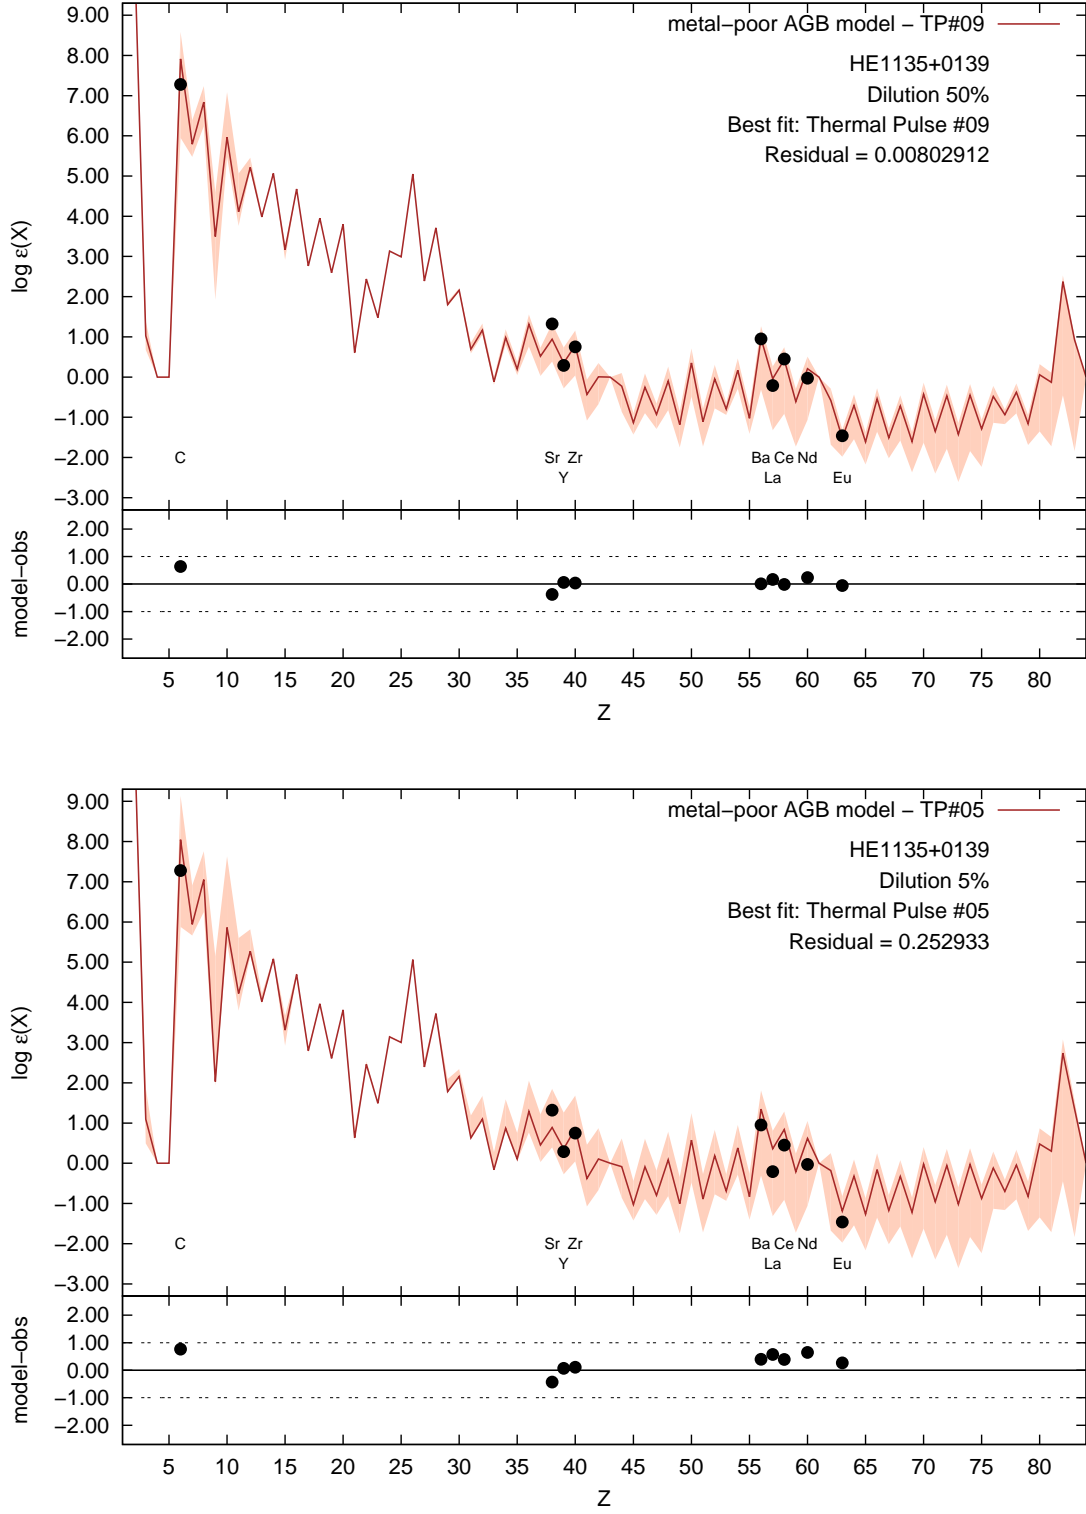 metal−poor AGB model − TP#09
HE1135+0139
Dilution 50%
Best fit: Thermal Pulse #09
Residual = 0.00802912
log ε(X)
9.00
8.00
7.00
6.00
5.00
4.00
3.00
2.00
1.00
0.00
−1.00
−2.00
−3.00
C
Sr Zr
Y
Ba Ce Nd
La
Eu
model−obs
2.00
1.00
0.00
−1.00
−2.00
5 10 15 20 25 30 35 40 45 50 55 60 65 70 75 80
Z
metal−poor AGB model − TP#05
HE1135+0139
Dilution 5%
Best fit: Thermal Pulse #05
Residual = 0.252933
log ε(X)
9.00
8.00
7.00
6.00
5.00
4.00
3.00
2.00
1.00
0.00
−1.00
−2.00
−3.00
C
Sr Zr
Y
Ba Ce Nd
La
Eu
model−obs
2.00
1.00
0.00
−1.00
−2.00
5 10 15 20 25 30 35 40 45 50 55 60 65 70 75 80
Z